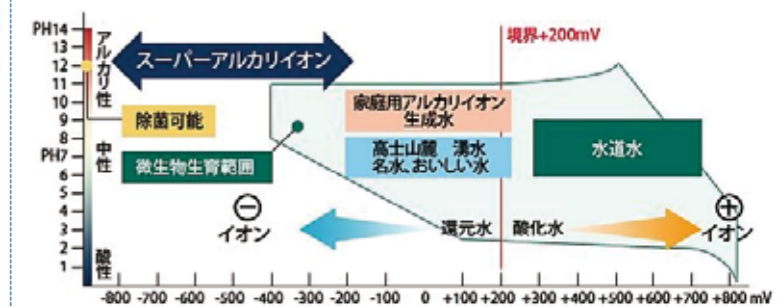 PH14
13
12
11
10
9
8
PH7
6
5
4
3
2
1
アルカリ性
中性
酸性
スーパーアルカリイオン
境界+200mV
除菌可能
微生物生育範囲
家庭用アルカリイオン
生成水
高士山麓 湧水
名水、おいしい水
水道水
⊖
イオン
還元水
酸化水
⊕
イオン
-800 -700 -600 -500 -400 -300 -200 -100 0 +100 +200 +300 +400 +500 +600 +700 +800 mV